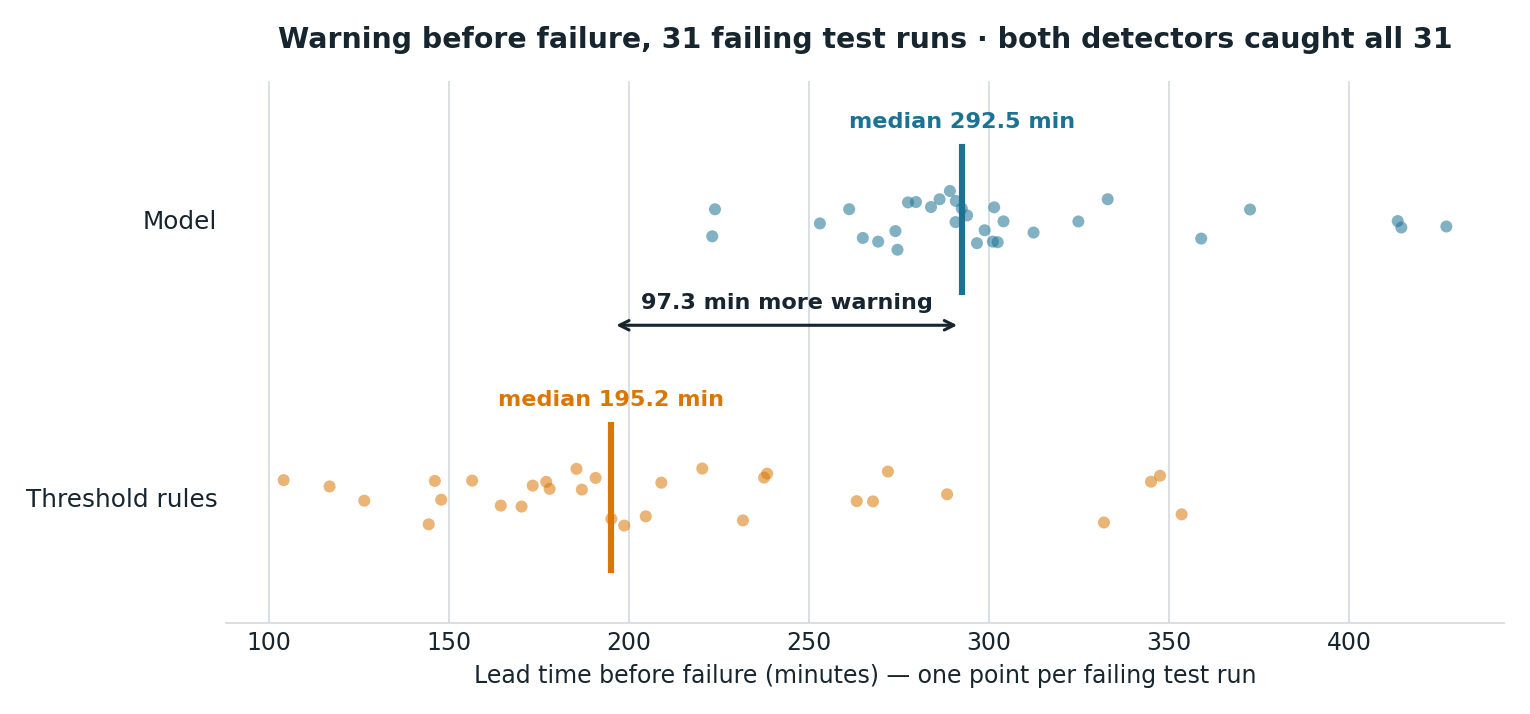 Warning before failure, 31 failing test runs · both detectors caught all 31
median 292.5 min
Model
97.3 min more warning
median 195.2 min
Threshold rules
100 150 200 250 300 350 400
Lead time before failure (minutes) — one point per failing test run